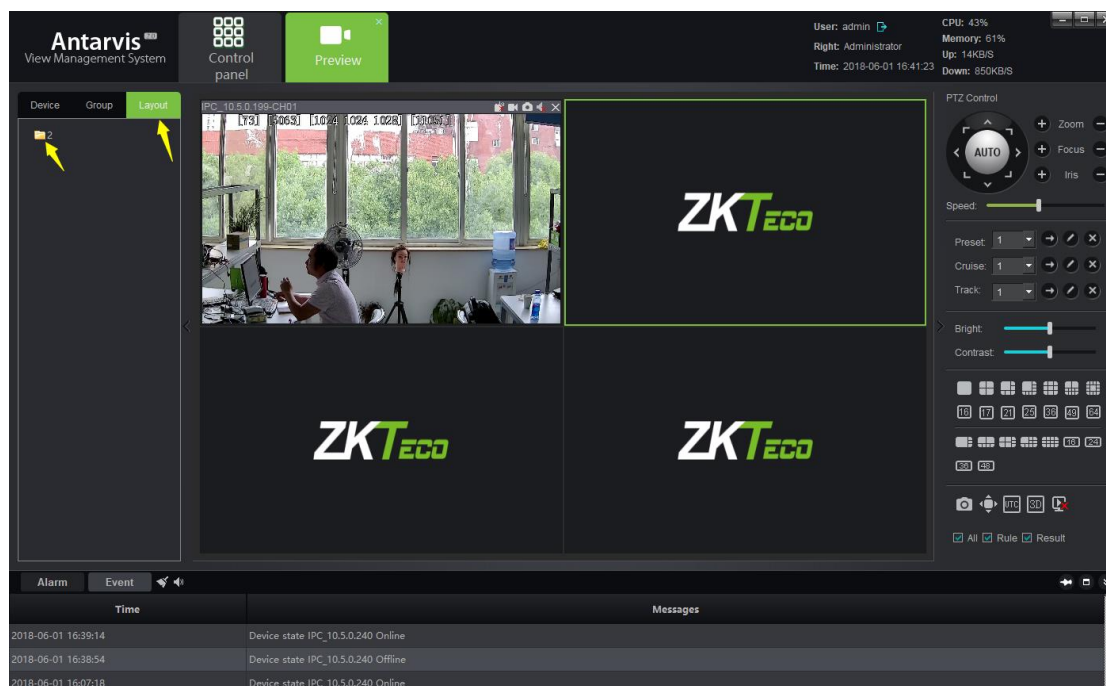 Antarvis 2.0
View Management System
Control
panel
Preview
User: admin
Right: Administrator
Time: 2018-06-01 16:41:23
CPU: 43%
Memory: 61%
Up: 14KB/S
Down: 850KB/S
Device Group Layout
2
IPC_10.5.0.199-CH01
ZKTECO
ZKTECO
ZKTECO
PTZ Control
AUTO
Zoom
Focus
Iris
Speed:
Preset: 1
Cruise: 1
Track: 1
Bright:
Contrast:
16 17 21 25 36 49 64
16 24
36 48
UTC 3D
All Rule Result
Alarm Event
Time Messages
2018-06-01 16:39:14 Device state IPC_10.5.0.240 Online
2018-06-01 16:38:54 Device state IPC_10.5.0.240 Offline
2018-06-01 16:07:18 Device state IPC_10.5.0.240 Online